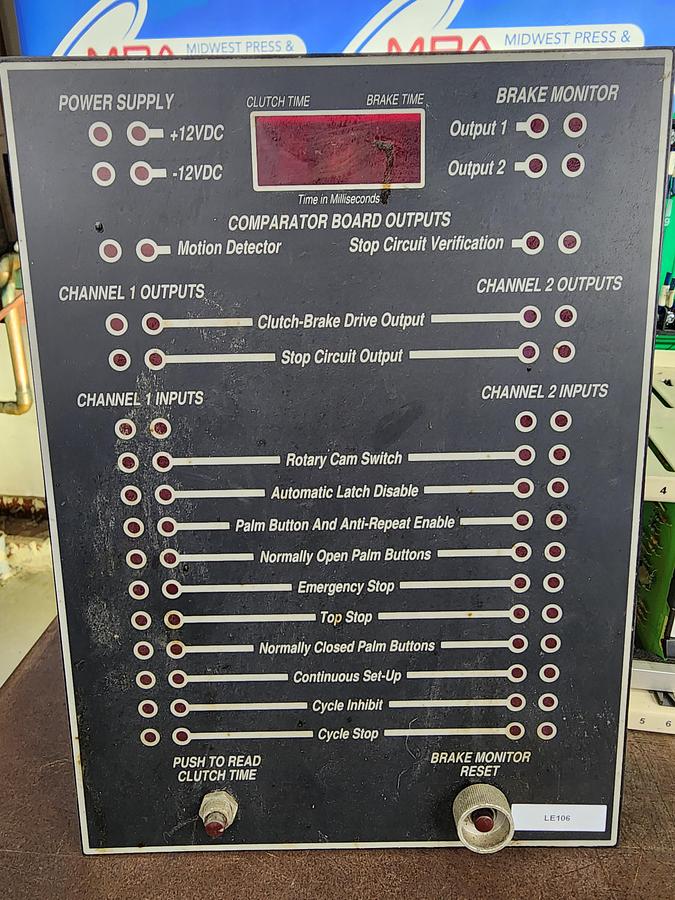 MPA MIDWEST PRESS &
MPA MIDWEST PRESS &
POWER SUPPLY
CLUTCH TIME
BRAKE TIME
BRAKE MONITOR
+12VDC
Output 1
-12VDC
Output 2
Time in Milliseconds
COMPARATOR BOARD OUTPUTS
Motion Detector
Stop Circuit Verification
CHANNEL 1 OUTPUTS
CHANNEL 2 OUTPUTS
Clutch-Brake Drive Output
Stop Circuit Output
CHANNEL 1 INPUTS
CHANNEL 2 INPUTS
Rotary Cam Switch
Automatic Latch Disable
Palm Button And Anti-Repeat Enable
Normally Open Palm Buttons
Emergency Stop
Top Stop
Normally Closed Palm Buttons
Continuous Set-Up
Cycle Inhibit
Cycle Stop
PUSH TO READ
CLUTCH TIME
BRAKE MONITOR
RESET
LE106
4
5 6